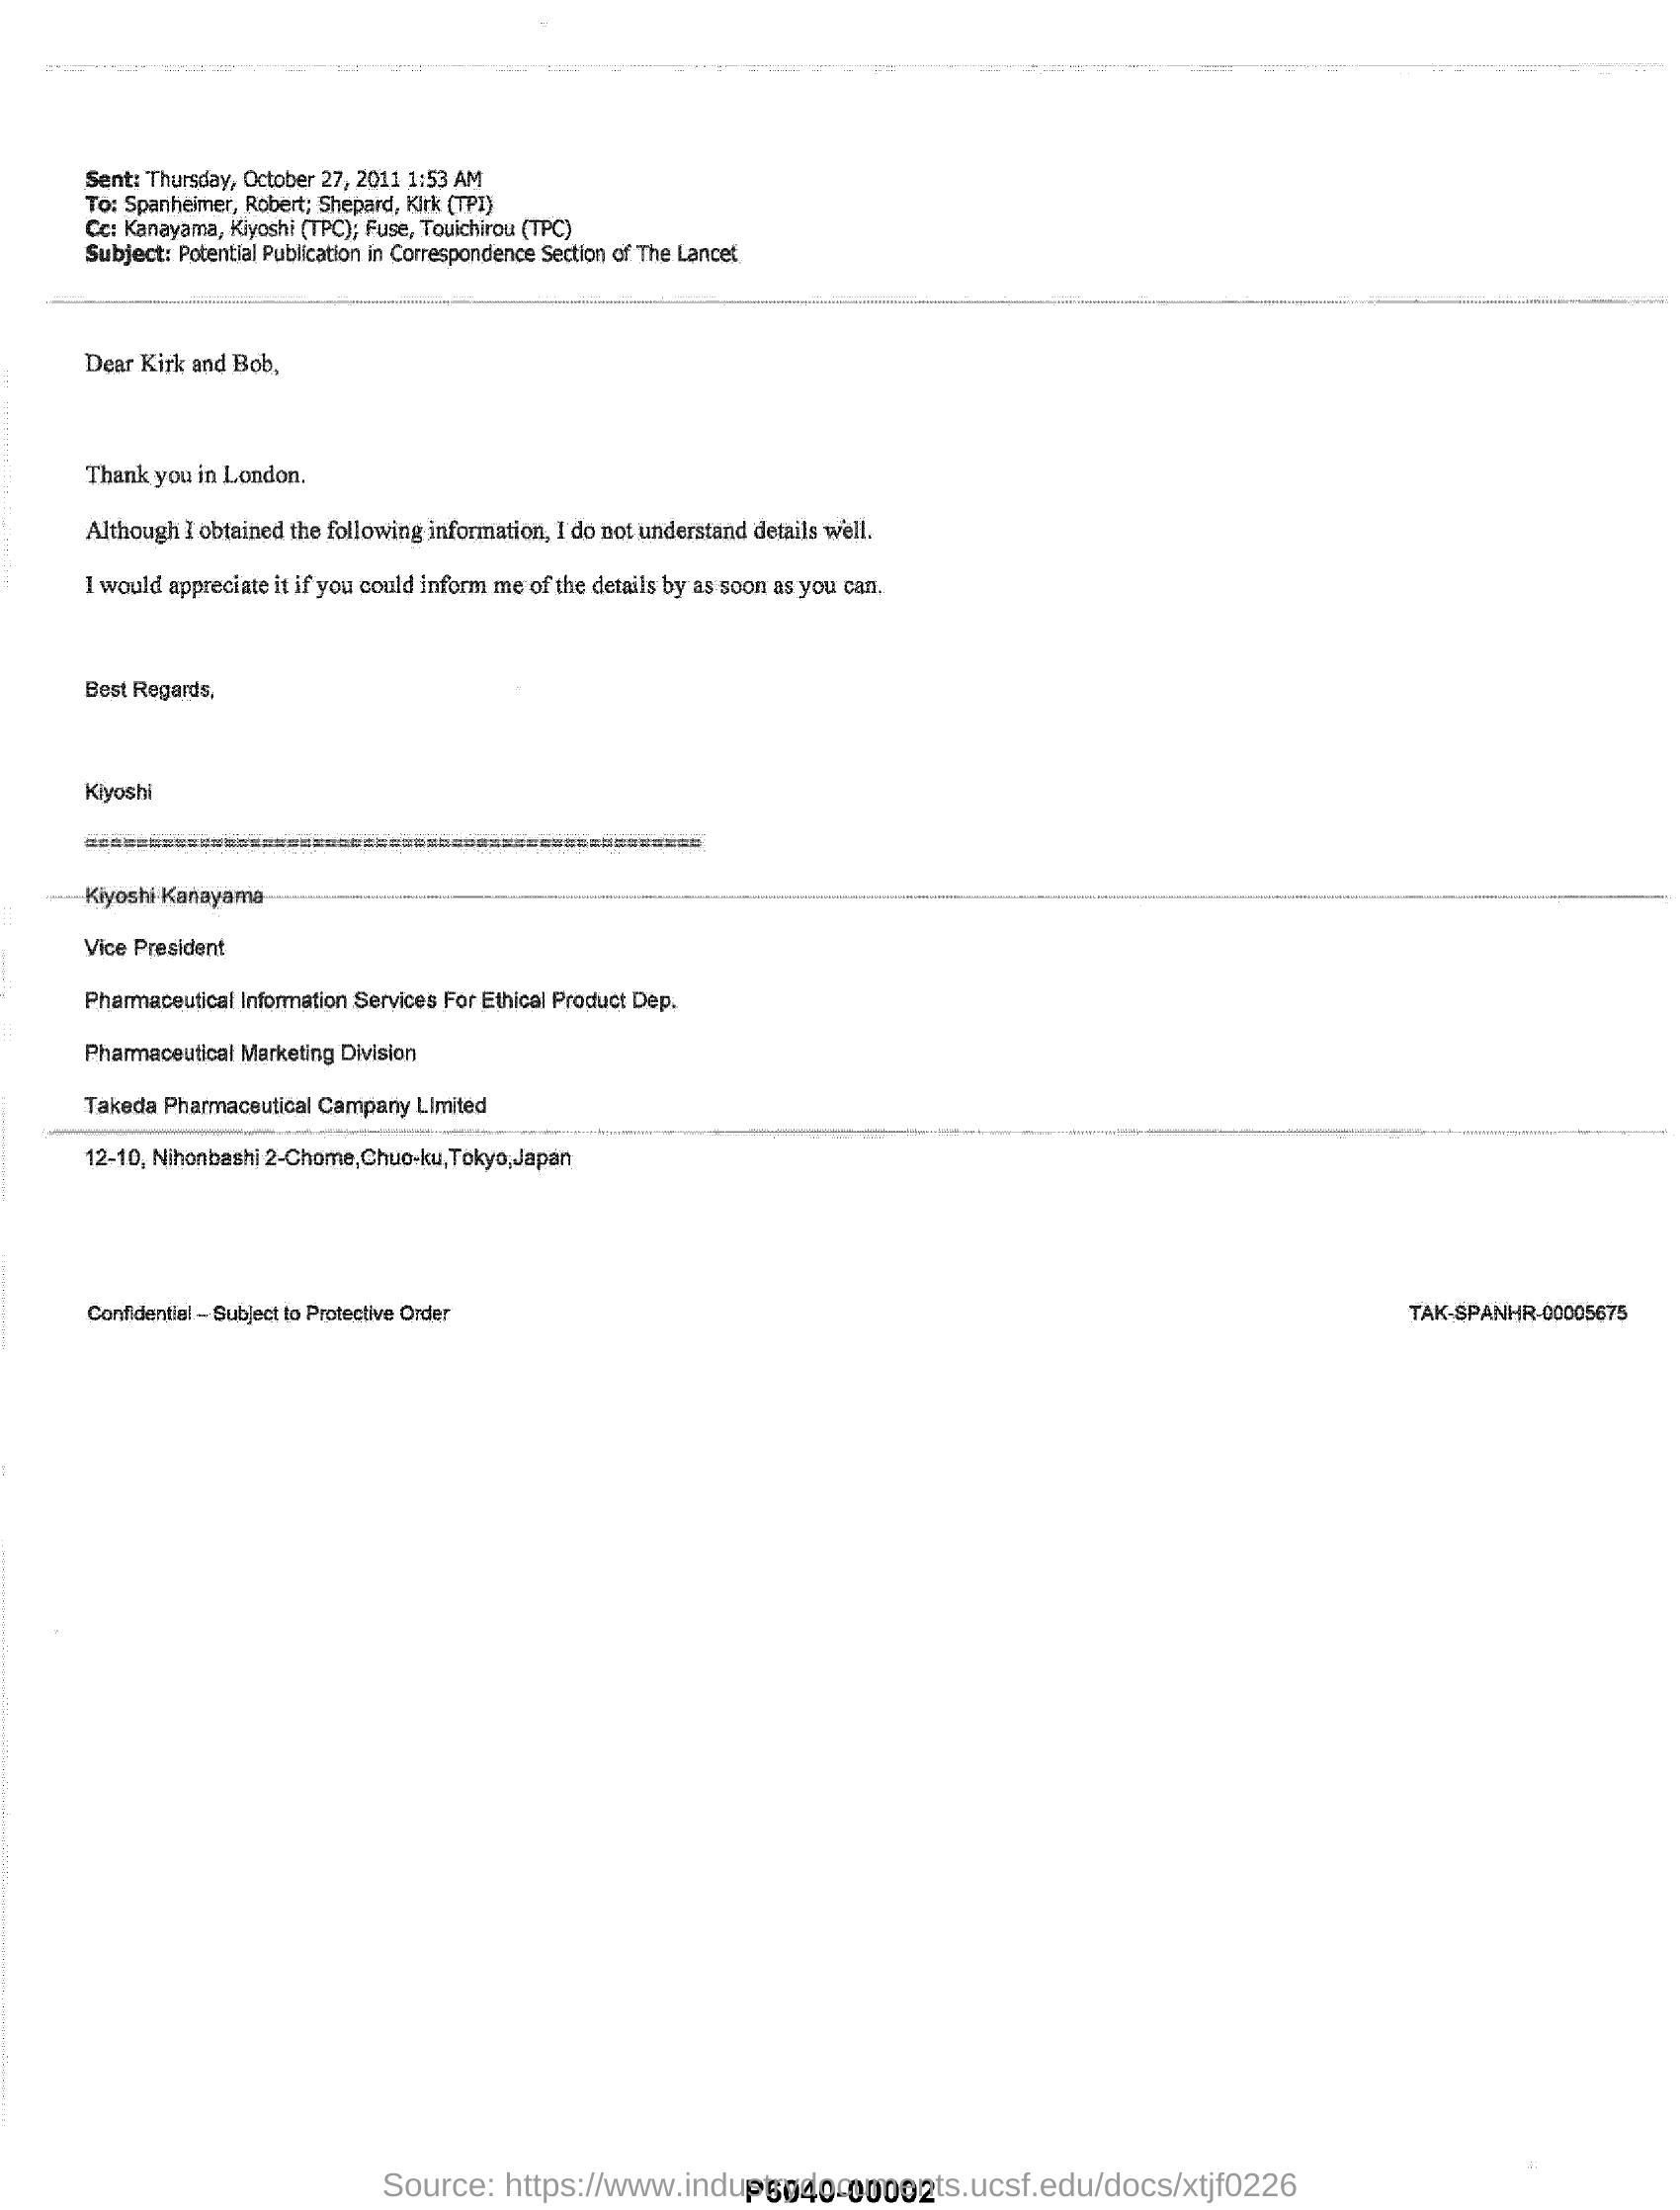 Sent: Thursday, October 27, 2011 1:53 AM
To: Spanheimer, Robert; Shepard, Kirk (TPI)
Cc: Kanayama, Kiyoshi (TPC); Fuse, Touichirou (TPC)
Subject: Potential Publication in Correspondence Section of The Lancet
Dear Kirk and Bob,
Thank you in London.
Although I obtained the following information, I do not understand details well.
I would appreciate it if you could inform me of the details by as soon as you can.
Best Regards,
Kiyoshi
==================================================
Kiyoshi Kanayama
Vice President
Pharmaceutical Information Services For Ethical Product Dep.
Pharmaceutical Marketing Division
Takeda Pharmaceutical Campany Limited
12-10, Nihonbashi 2-Chome,Chuo-ku,Tokyo,Japan
Confidential – Subject to Protective Order TAK-SPANHR-00005675
Source: https://www.industrydocuments.ucsf.edu/docs/xtjf0226